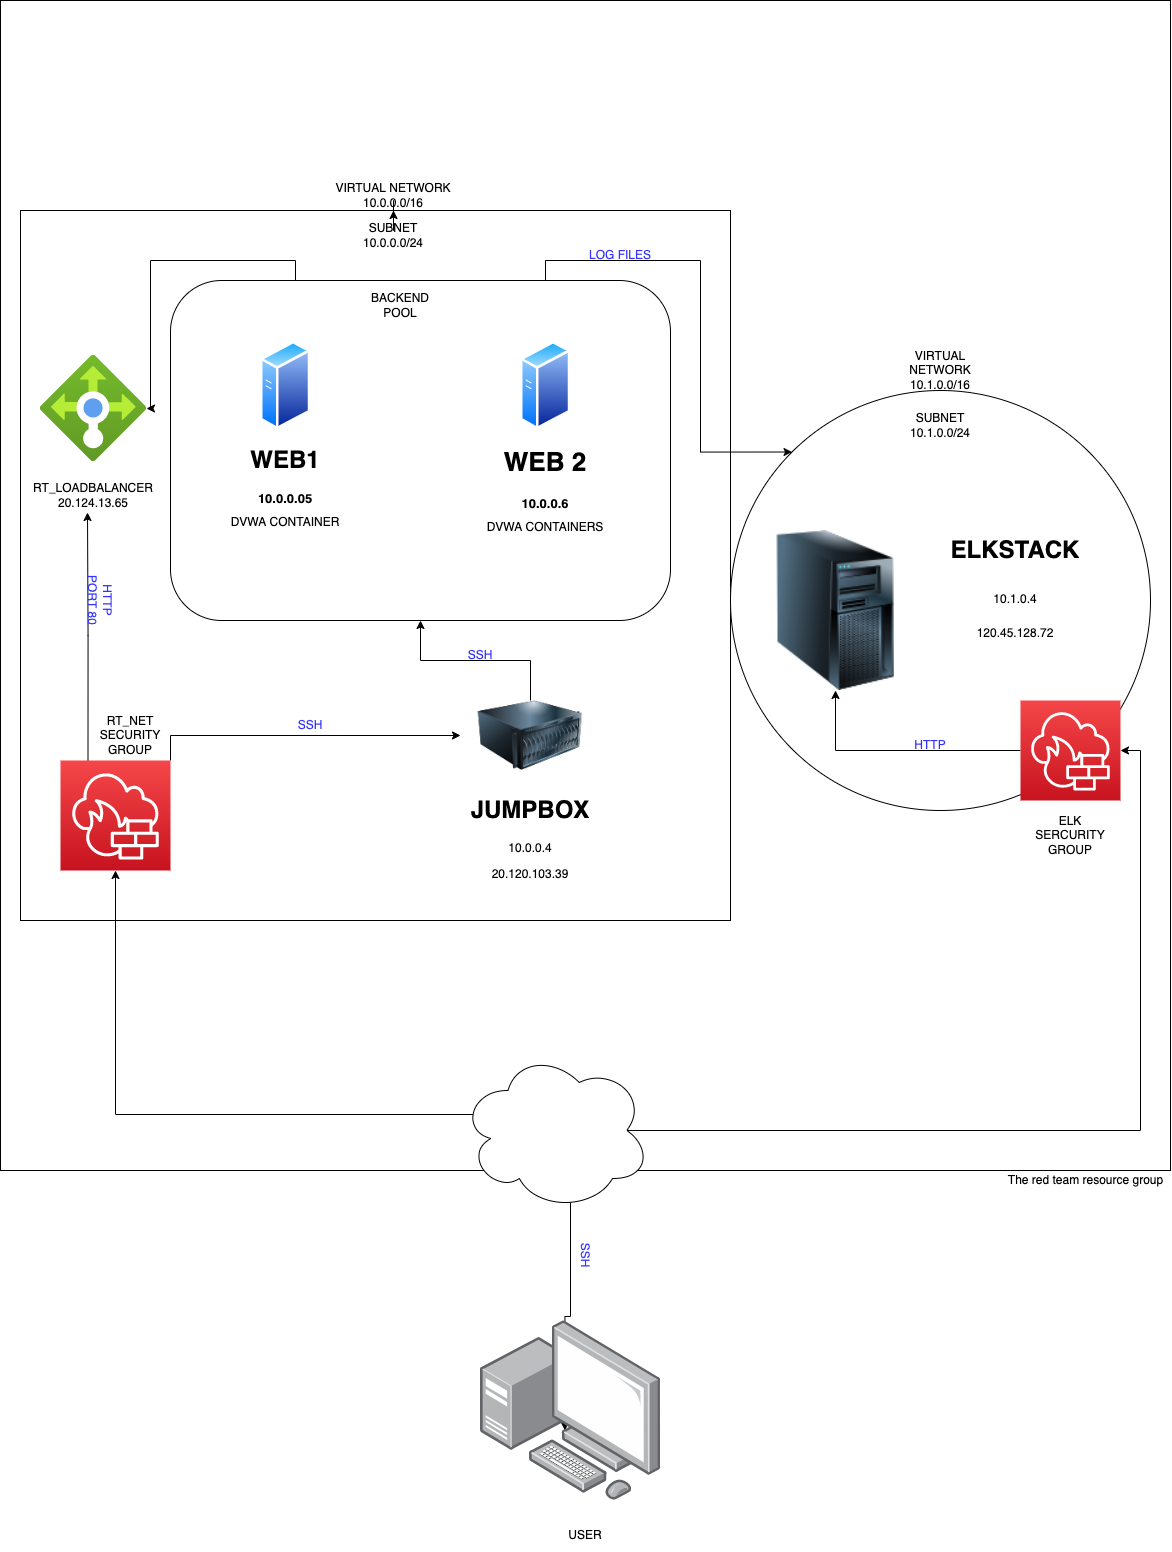 VIRTUAL NETWORK
10.0.0.0/16
SUBNET
10.0.0.0/24
LOG FILES
BACKEND
POOL
WEB1
10.0.0.05
DVWA CONTAINER
WEB 2
10.0.0.6
DVWA CONTAINERS
RT_LOADBALANCER
20.124.13.65
HTTP
PORT 80
VIRTUAL
NETWORK
10.1.0.0/16
SUBNET
10.1.0.0/24
ELKSTACK
10.1.0.4
120.45.128.72
SSH
RT_NET
SECURITY
GROUP
SSH
JUMPBOX
10.0.0.4
20.120.103.39
HTTP
ELK
SERCURITY
GROUP
The red team resource group
SSH
USER